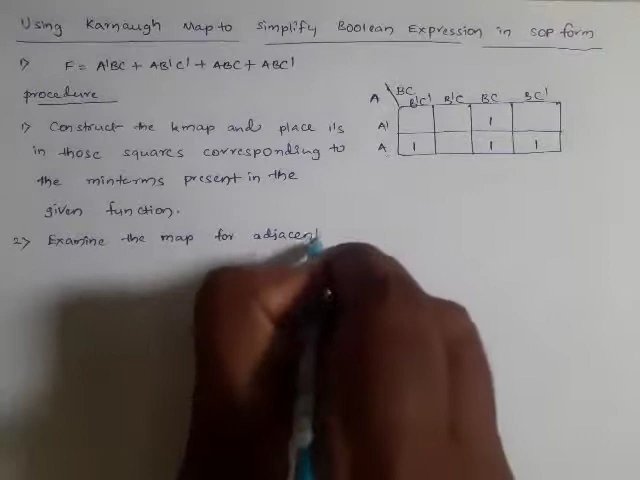 Using Karnaugh Map to simplify Boolean Expression in SOP form
1) F = A'BC + AB'C' + ABC + ABC'
procedure
A \ BC
B'C' B'C BC BC'
A' 1
A 1 1 1
1) Construct the kmap and place 1's
in those squares corresponding to
the minterms present in the
given function.
2) Examine the map for adjacent